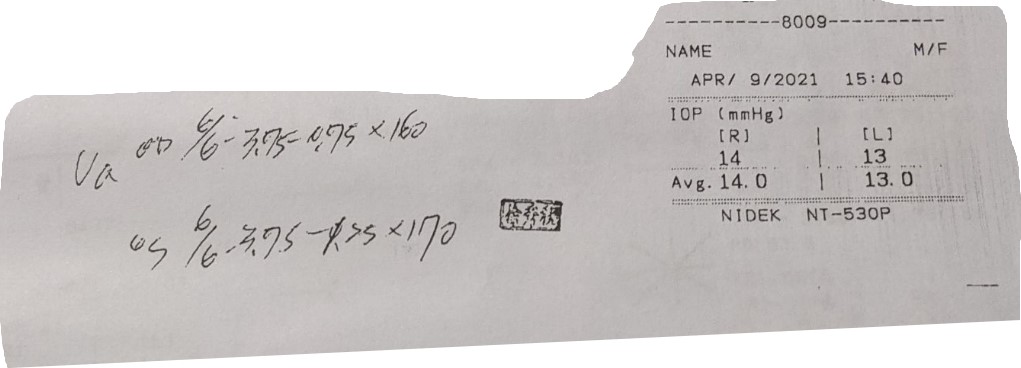 Va OD 6/6 -3.75 -0.75 × 160
OS 6/6 -3.75 - × 170
----------8009----------
NAME M/F
APR/ 9/2021 15:40
IOP (mmHg)
[R] | [L]
14 | 13
Avg. 14.0 | 13.0
NIDEK NT-530P